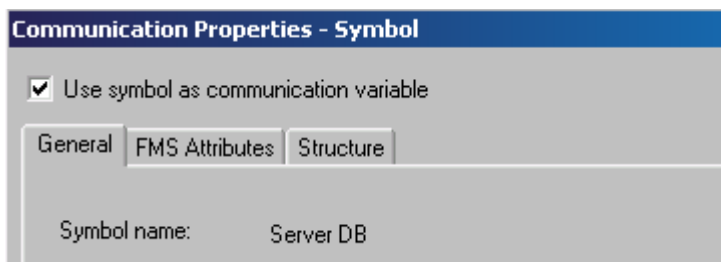 Communication Properties - Symbol
Use symbol as communication variable
General FMS Attributes Structure
Symbol name: Server DB